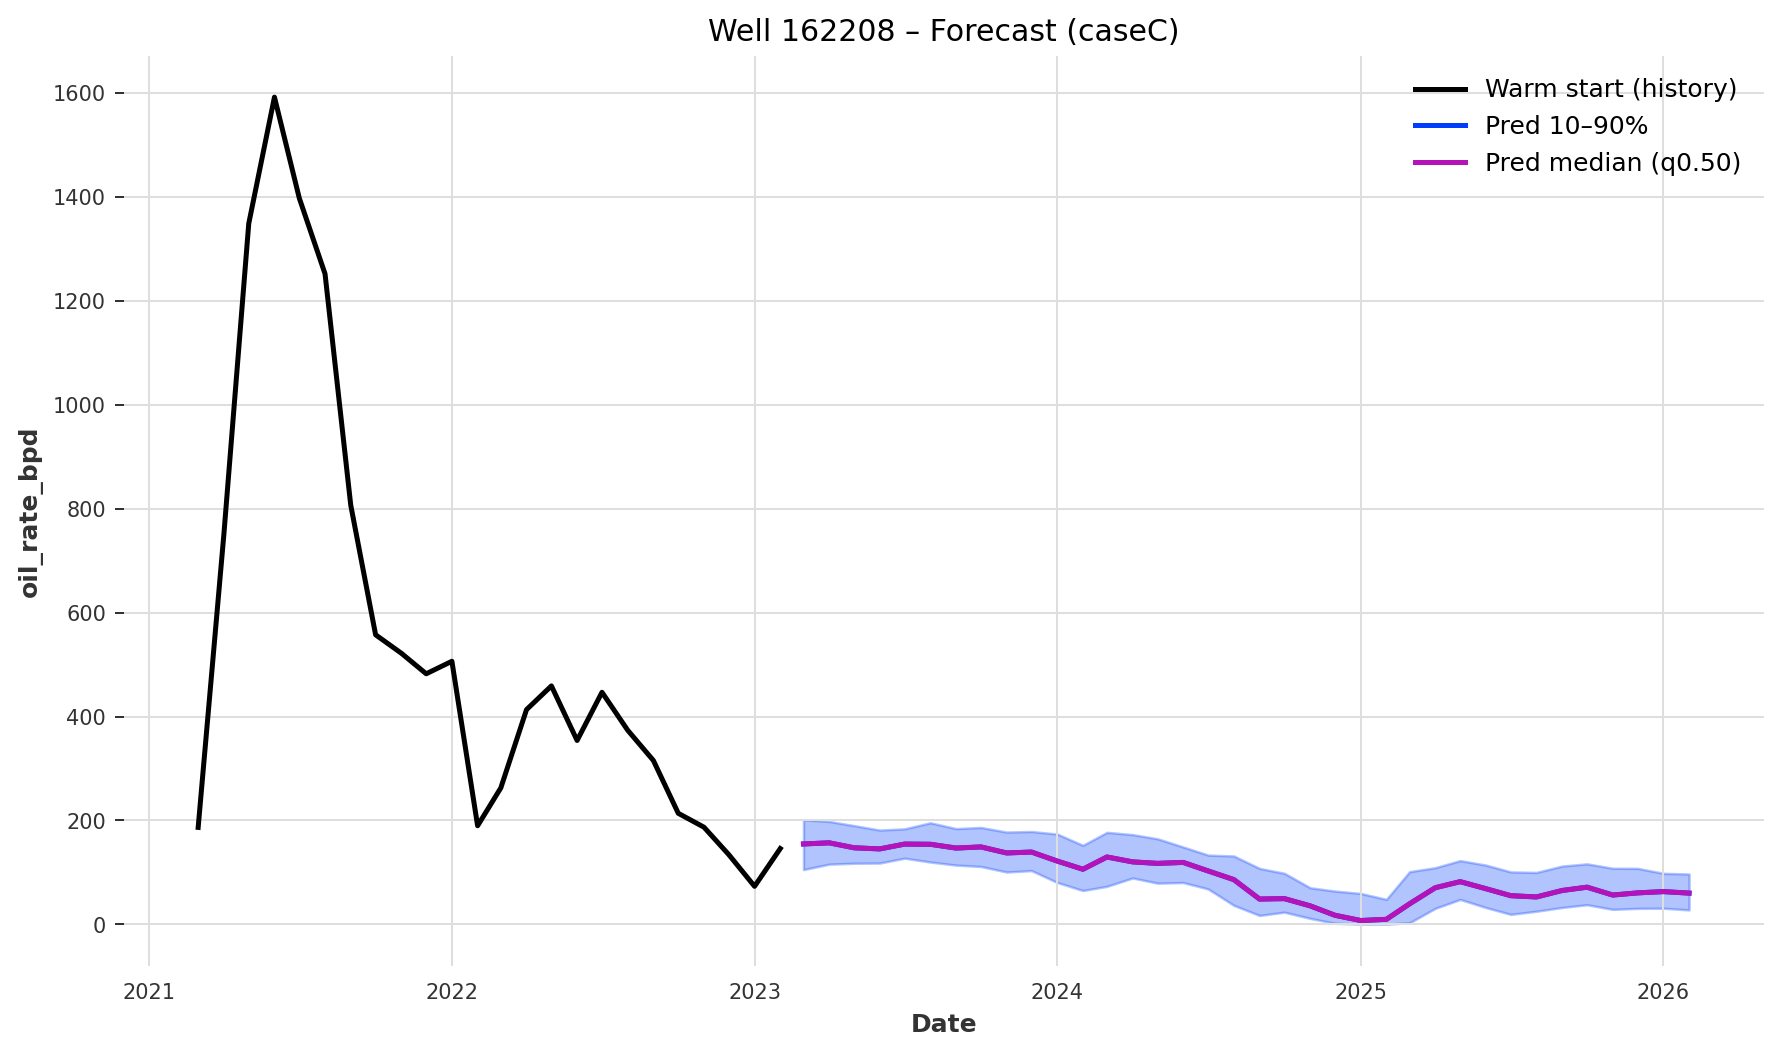 Well 162208 – Forecast (caseC)
Warm start (history)
Pred 10–90%
Pred median (q0.50)
oil_rate_bpd
1600
1400
1200
1000
800
600
400
200
0
2021 2022 2023 2024 2025 2026
Date